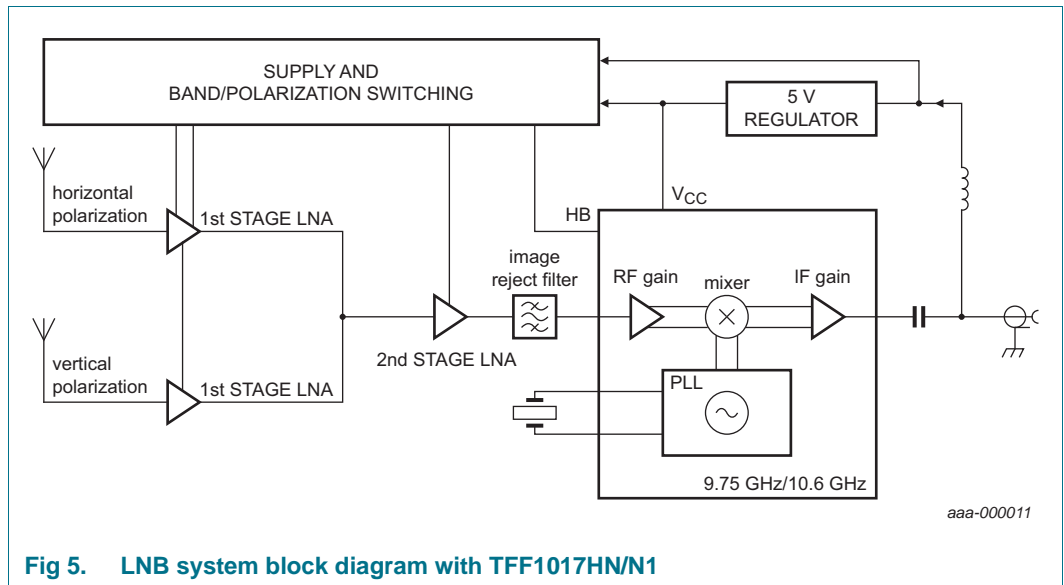 SUPPLY AND
BAND/POLARIZATION SWITCHING
5 V
REGULATOR
horizontal
polarization
1st STAGE LNA
HB
VCC
image
reject filter
RF gain
mixer
IF gain
2nd STAGE LNA
vertical
polarization
1st STAGE LNA
PLL
9.75 GHz/10.6 GHz
aaa-000011
Fig 5. LNB system block diagram with TFF1017HN/N1